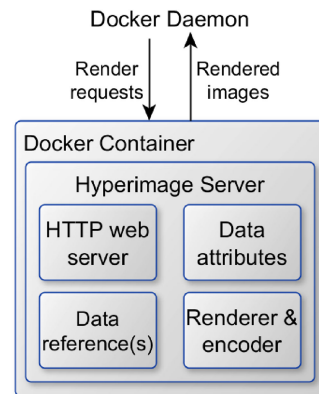 Docker Daemon
Render
requests
Rendered
images
Docker Container
Hyperimage Server
HTTP web
server
Data
attributes
Data
reference(s)
Renderer &
encoder